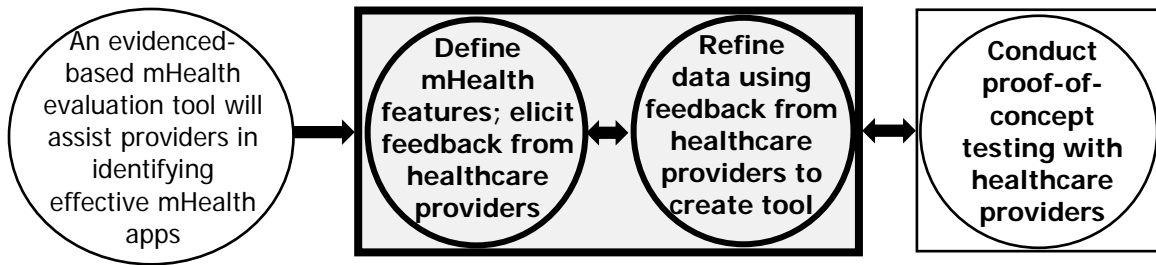 An evidenced-
based mHealth
evaluation tool will
assist providers in
identifying
effective mHealth
apps
Define
mHealth
features; elicit
feedback from
healthcare
providers
Refine
data using
feedback from
healthcare
providers to
create tool
Conduct
proof-of-
concept
testing with
healthcare
providers